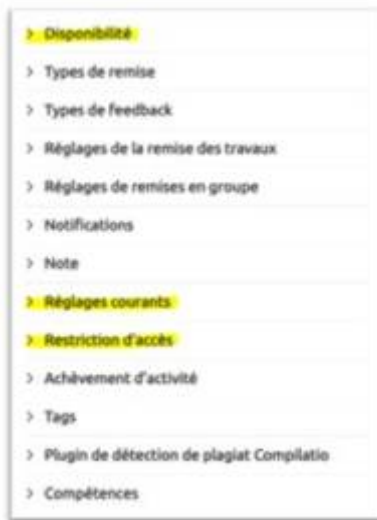 > Disponibilité
> Types de remise
> Types de feedback
> Réglages de la remise des travaux
> Réglages de remises en groupe
> Notifications
> Note
> Réglages courants
> Restriction d'accès
> Achèvement d'activité
> Tags
> Plugin de détection de plagiat Compilatio
> Compétences